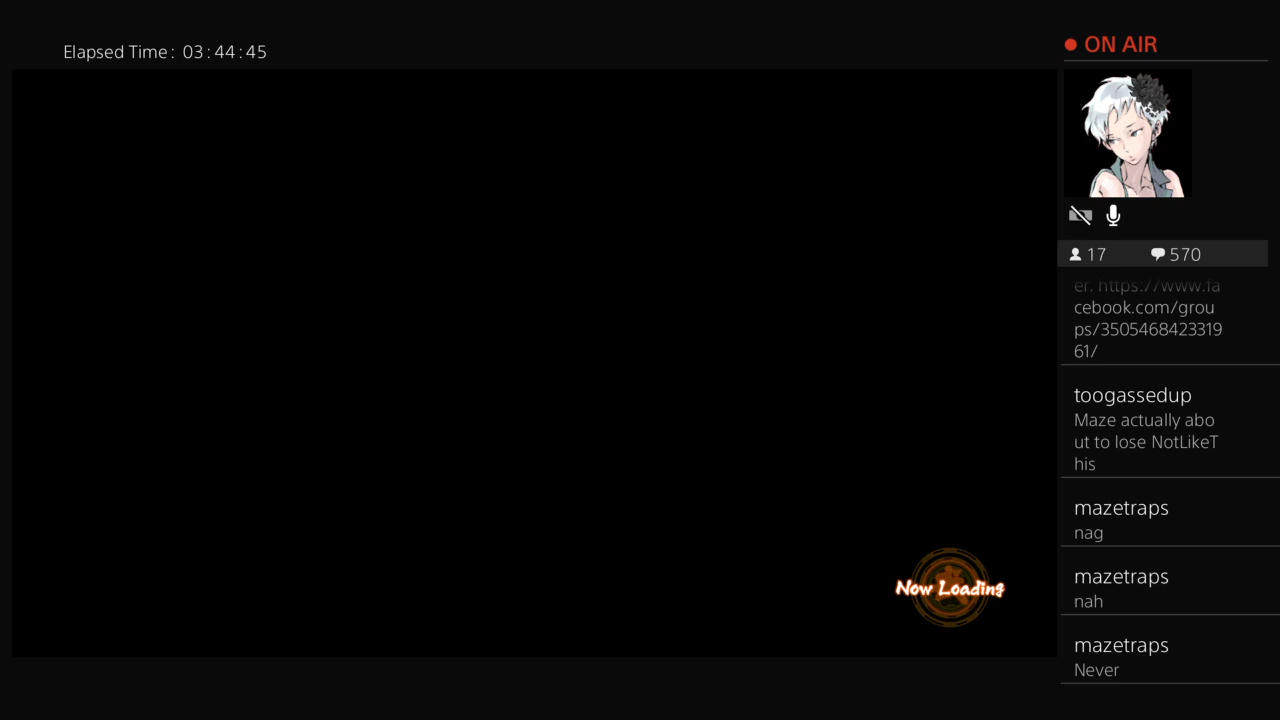 Elapsed Time: 03:44:45
ON AIR
17 570
er. https://www.fa
cebook.com/grou
ps/3505468423319
61/
toogassedup
Maze actually abo
ut to lose NotLikeT
his
mazetraps
nag
mazetraps
nah
mazetraps
Never
Now Loading